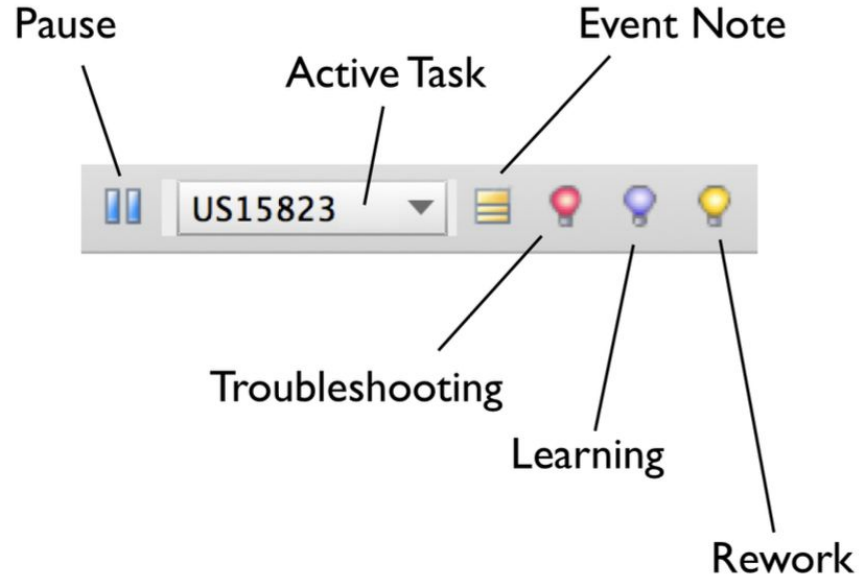 Pause
Event Note
Active Task
US15823
Troubleshooting
Learning
Rework